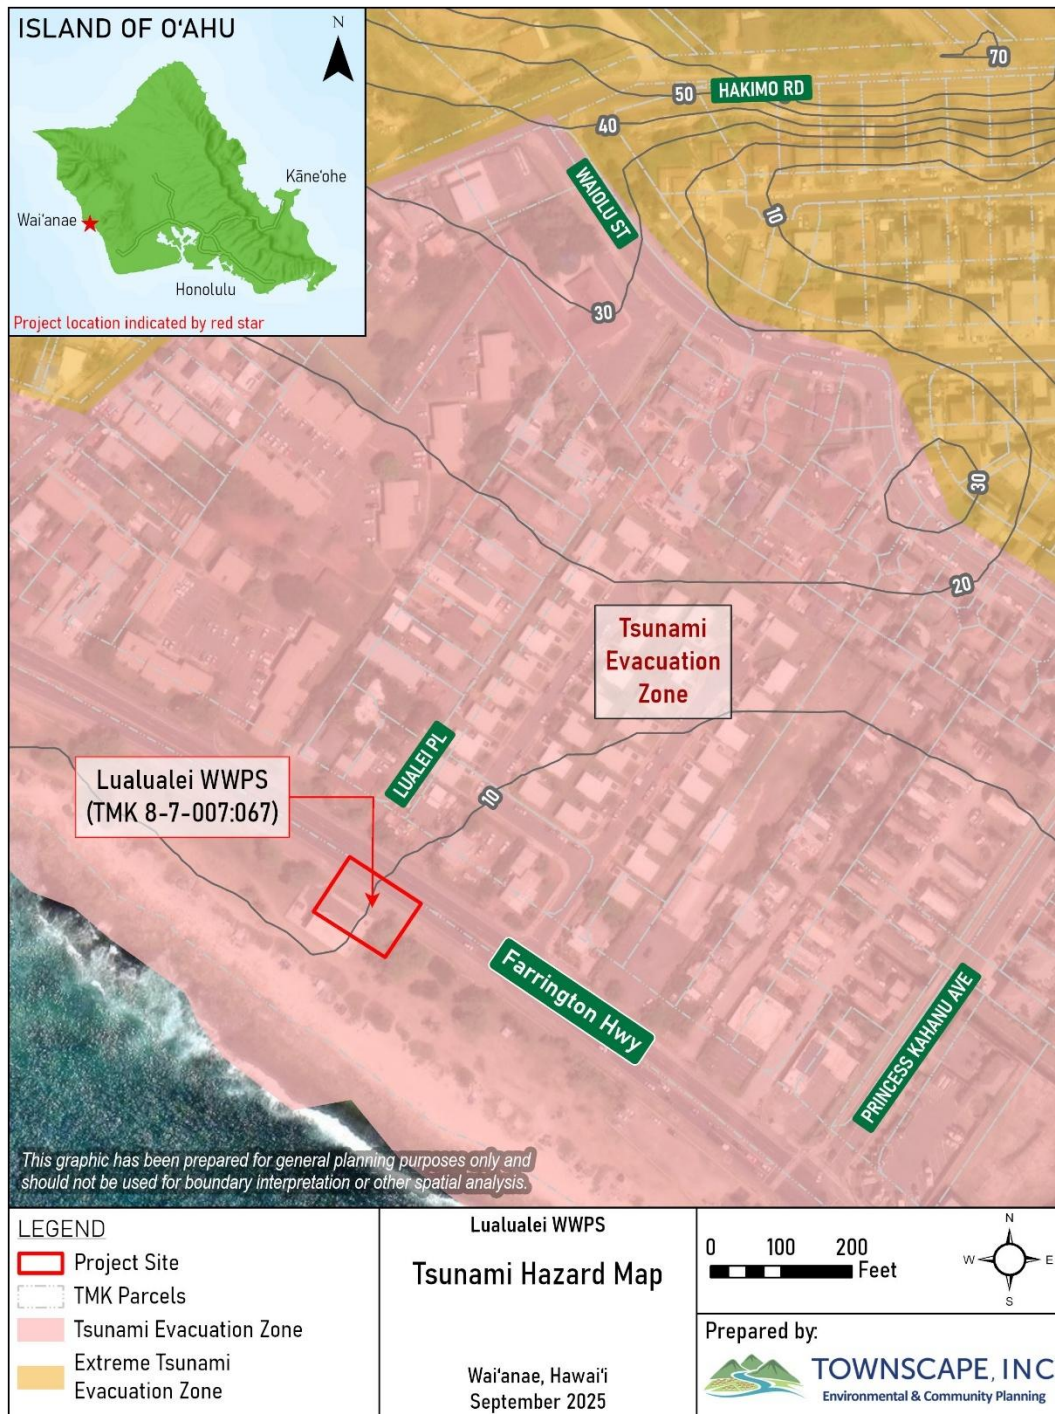 ISLAND OF OʻAHU
N
Kāneʻohe
Waiʻanae
Honolulu
Project location indicated by red star
70
50
HAKIMO RD
40
WAIOLU ST
10
30
30
20
Tsunami
Evacuation
Zone
LUALEI PL
Lualualei WWPS
(TMK 8-7-007:067)
10
Farrington Hwy
PRINCESS KAHANU AVE
This graphic has been prepared for general planning purposes only and
should not be used for boundary interpretation or other spatial analysis.
LEGEND
Project Site
TMK Parcels
Tsunami Evacuation Zone
Extreme Tsunami
Evacuation Zone
Lualualei WWPS
Tsunami Hazard Map
Waiʻanae, Hawaiʻi
September 2025
0 100 200
Feet
N
W E
S
Prepared by:
TOWNSCAPE, INC
Environmental & Community Planning